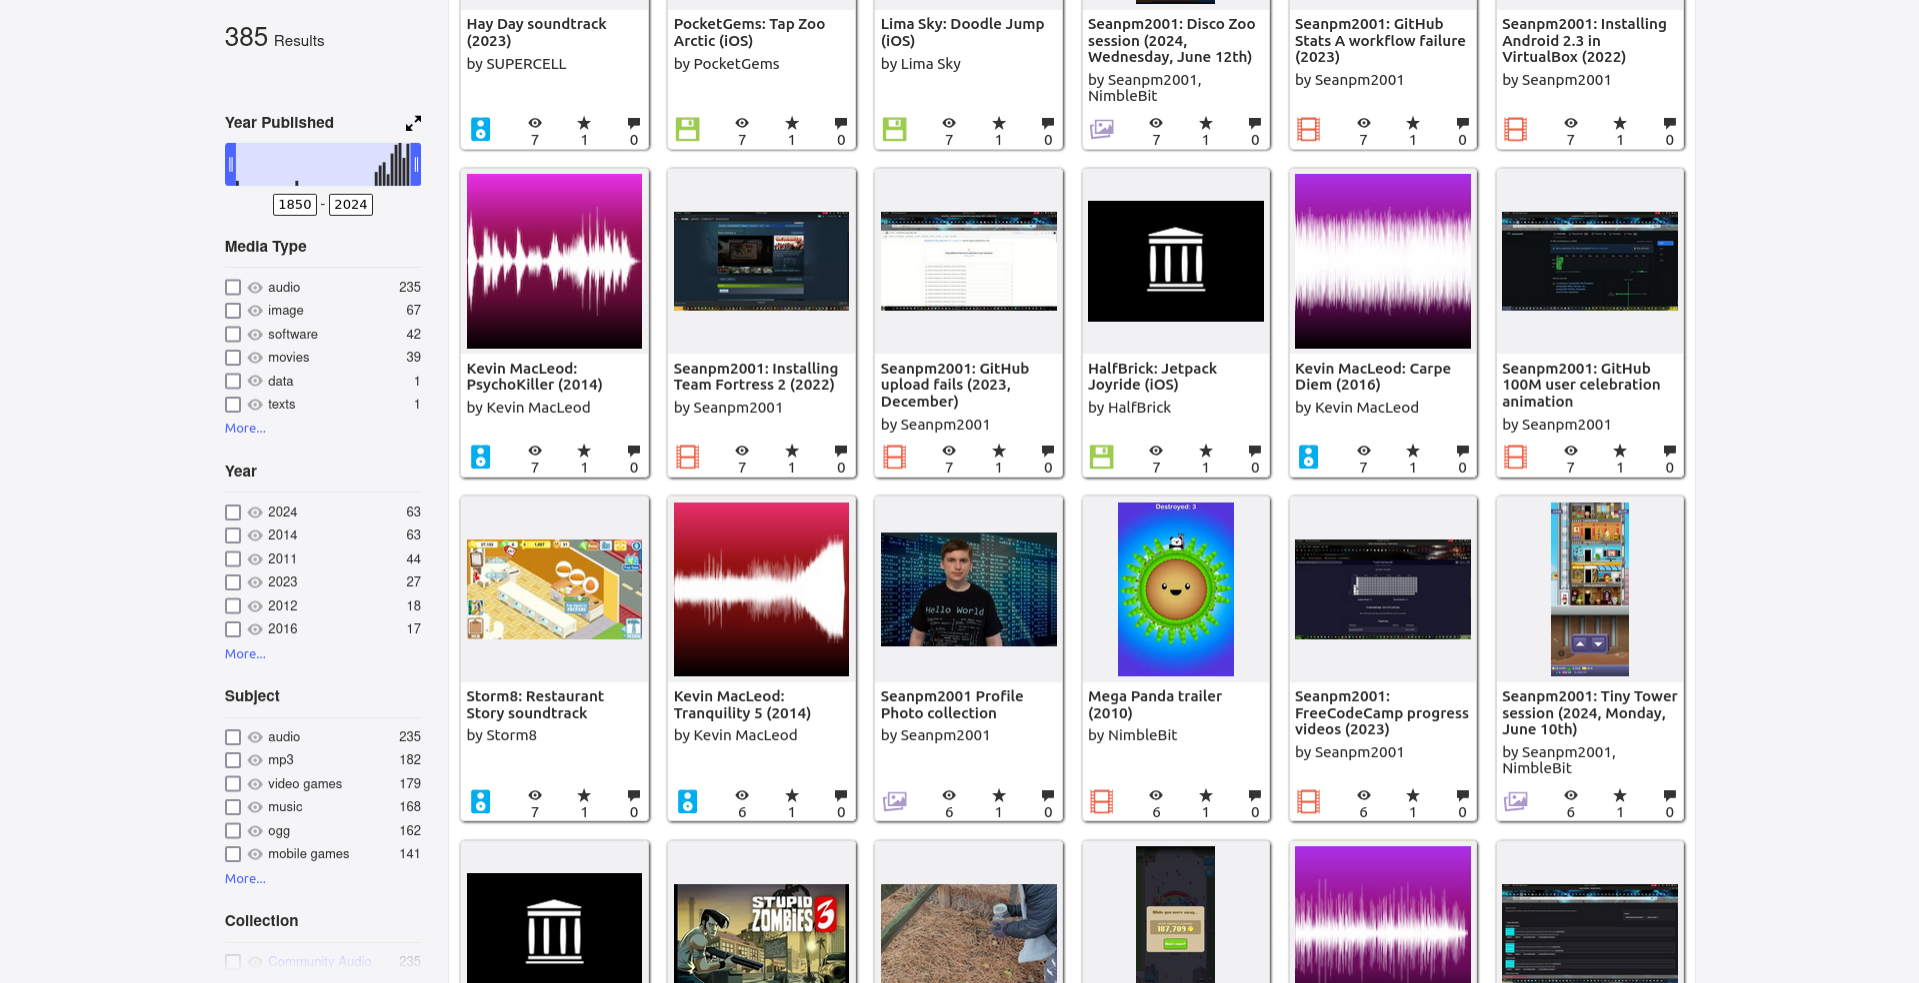 385 Results
Year Published
1850 - 2024
Media Type
audio 235
image 67
software 42
movies 39
data 1
texts 1
More...
Year
2024 63
2014 63
2011 44
2023 27
2012 18
2016 17
More...
Subject
audio 235
mp3 182
video games 179
music 168
ogg 162
mobile games 141
More...
Collection
Community Audio 235
Hay Day soundtrack
(2023)
by SUPERCELL
7 1 0
PocketGems: Tap Zoo
Arctic (iOS)
by PocketGems
7 1 0
Lima Sky: Doodle Jump
(iOS)
by Lima Sky
7 1 0
Seanpm2001: Disco Zoo
session (2024,
Wednesday, June 12th)
by Seanpm2001,
NimbleBit
7 1 0
Seanpm2001: GitHub
Stats A workflow failure
(2023)
by Seanpm2001
7 1 0
Seanpm2001: Installing
Android 2.3 in
VirtualBox (2022)
by Seanpm2001
7 1 0
Kevin MacLeod:
PsychoKiller (2014)
by Kevin MacLeod
7 1 0
Seanpm2001: Installing
Team Fortress 2 (2022)
by Seanpm2001
7 1 0
Seanpm2001: GitHub
upload fails (2023,
December)
by Seanpm2001
7 1 0
HalfBrick: Jetpack
Joyride (iOS)
by HalfBrick
7 1 0
Kevin MacLeod: Carpe
Diem (2016)
by Kevin MacLeod
7 1 0
Seanpm2001: GitHub
100M user celebration
animation
by Seanpm2001
7 1 0
Storm8: Restaurant
Story soundtrack
by Storm8
7 1 0
Kevin MacLeod:
Tranquility 5 (2014)
by Kevin MacLeod
6 1 0
Hello World
Seanpm2001 Profile
Photo collection
by Seanpm2001
6 1 0
Destroyed: 3
Mega Panda trailer
(2010)
by NimbleBit
6 1 0
Seanpm2001:
FreeCodeCamp progress
videos (2023)
by Seanpm2001
6 1 0
Seanpm2001: Tiny Tower
session (2024, Monday,
June 10th)
by Seanpm2001,
NimbleBit
6 1 0
STUPID
ZOMBIES 3
While you were away...
187,709